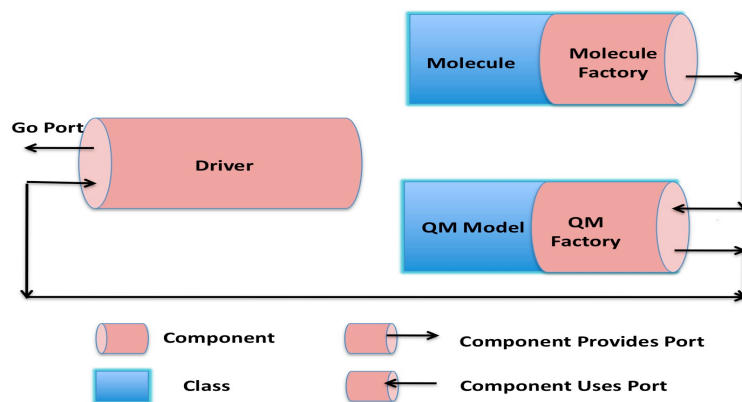 Molecule
Molecule
Factory
Go Port
Driver
QM Model
QM
Factory
Component
Component Provides Port
Class
Component Uses Port